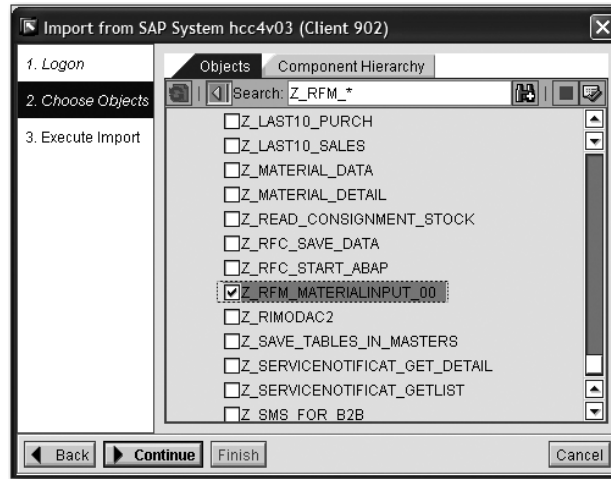 Import from SAP System hcc4v03 (Client 902)
1. Logon
2. Choose Objects
3. Execute Import
Objects Component Hierarchy
Search: Z_RFM_*
Z_LAST10_PURCH
Z_LAST10_SALES
Z_MATERIAL_DATA
Z_MATERIAL_DETAIL
Z_READ_CONSIGNMENT_STOCK
Z_RFC_SAVE_DATA
Z_RFC_START_ABAP
Z_RFM_MATERIALINPUT_00
Z_RIMODAC2
Z_SAVE_TABLES_IN_MASTERS
Z_SERVICENOTIFICAT_GET_DETAIL
Z_SERVICENOTIFICAT_GETLIST
Z_SMS_FOR_B2B
Back Continue Finish Cancel